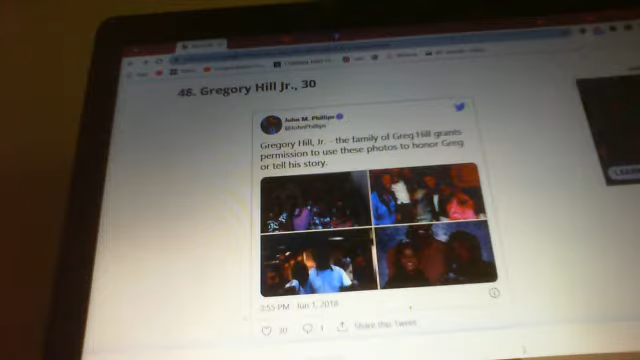 48. Gregory Hill Jr., 30
John M. Phillips
@JohnPhillips
Gregory Hill, Jr. - the family of Greg Hill grants
permission to use these photos to honor Greg
or tell his story.
3:55 PM · Jun 1, 2018
Share this Tweet